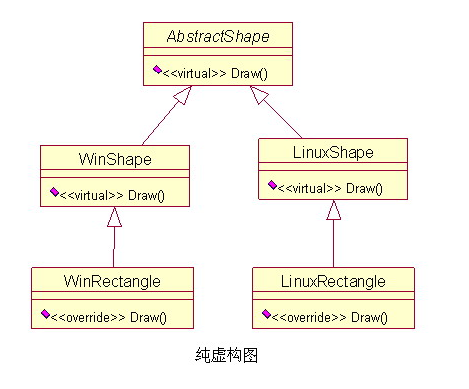 AbstractShape
<<virtual>> Draw()
WinShape
<<virtual>> Draw()
LinuxShape
<<virtual>> Draw()
WinRectangle
<<override>> Draw()
LinuxRectangle
<<override>> Draw()
纯虚构图